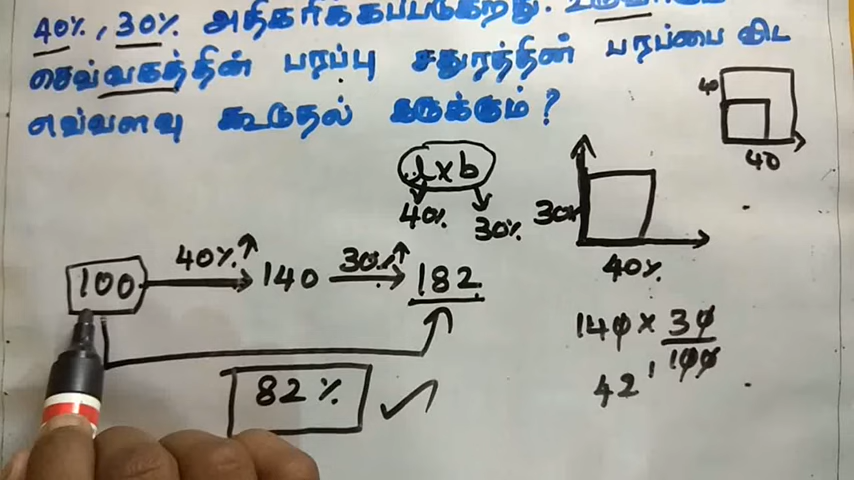 40%, 30% அதிகரிக்கப்படுகிறது.
செவ்வகத்தின் பரப்பு சதுரத்தின் பரப்பை விட
எவ்வளவு கூடுதல் இருக்கும்?
40
40
l x b
40% 30%
30%
40%
100 40%↑ 140 30%↑ 182
140 x 30
100
42
82%